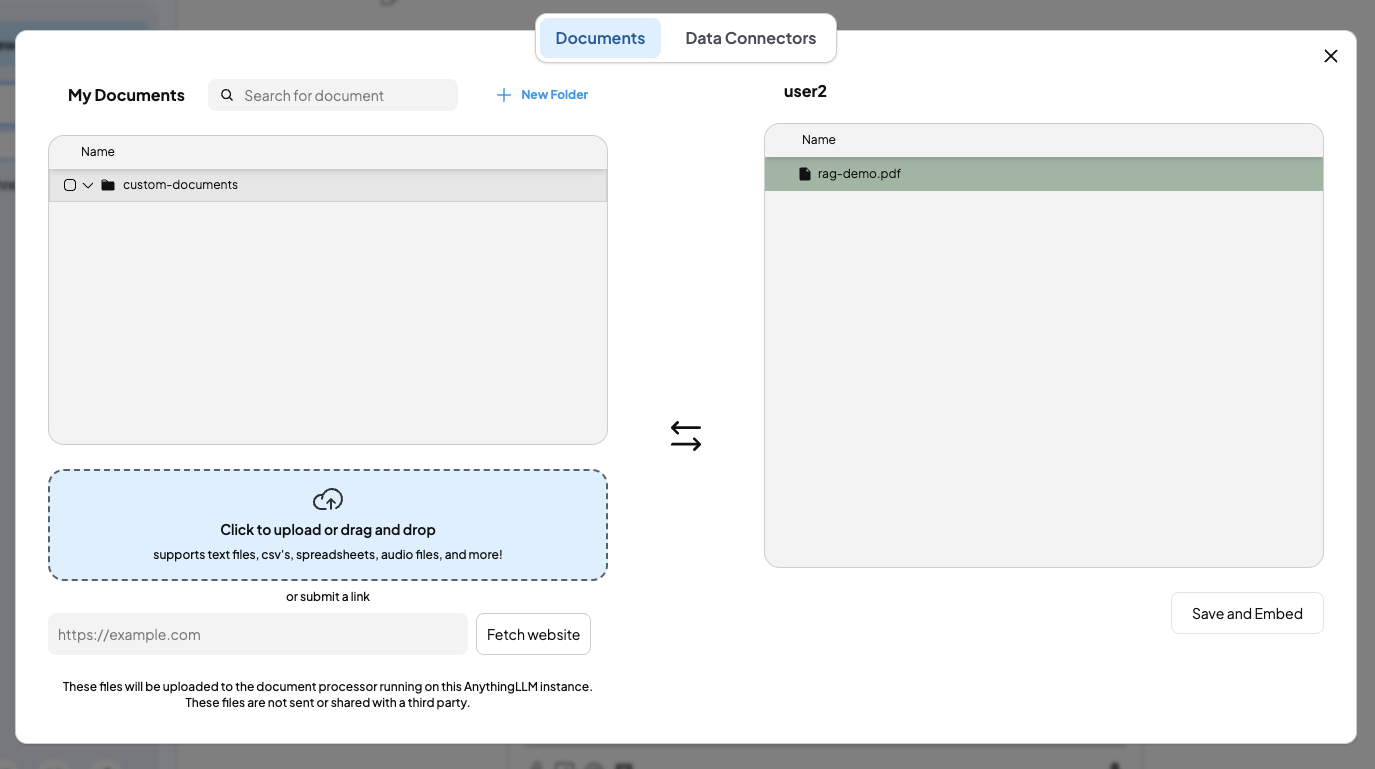 Documents
Data Connectors
My Documents
Search for document
New Folder
user2
Name
custom-documents
Name
rag-demo.pdf
Click to upload or drag and drop
supports text files, csv's, spreadsheets, audio files, and more!
or submit a link
https://example.com
Fetch website
Save and Embed
These files will be uploaded to the document processor running on this AnythingLLM instance.
These files are not sent or shared with a third party.